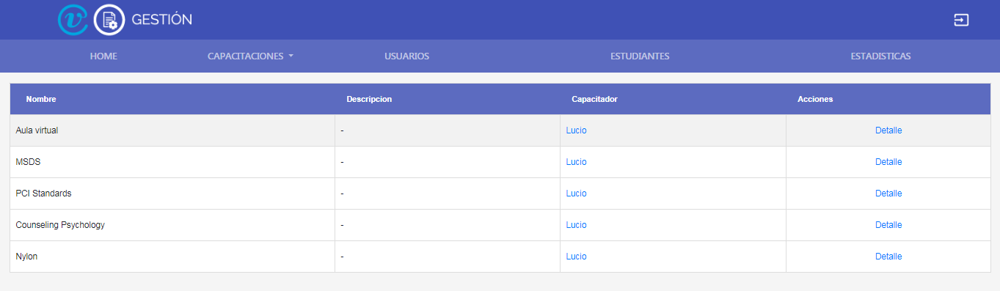 GESTIÓN
HOME CAPACITACIONES USUARIOS ESTUDIANTES ESTADISTICAS
Nombre Descripcion Capacitador Acciones
Aula virtual - Lucio Detalle
MSDS - Lucio Detalle
PCI Standards - Lucio Detalle
Counseling Psychology - Lucio Detalle
Nylon - Lucio Detalle